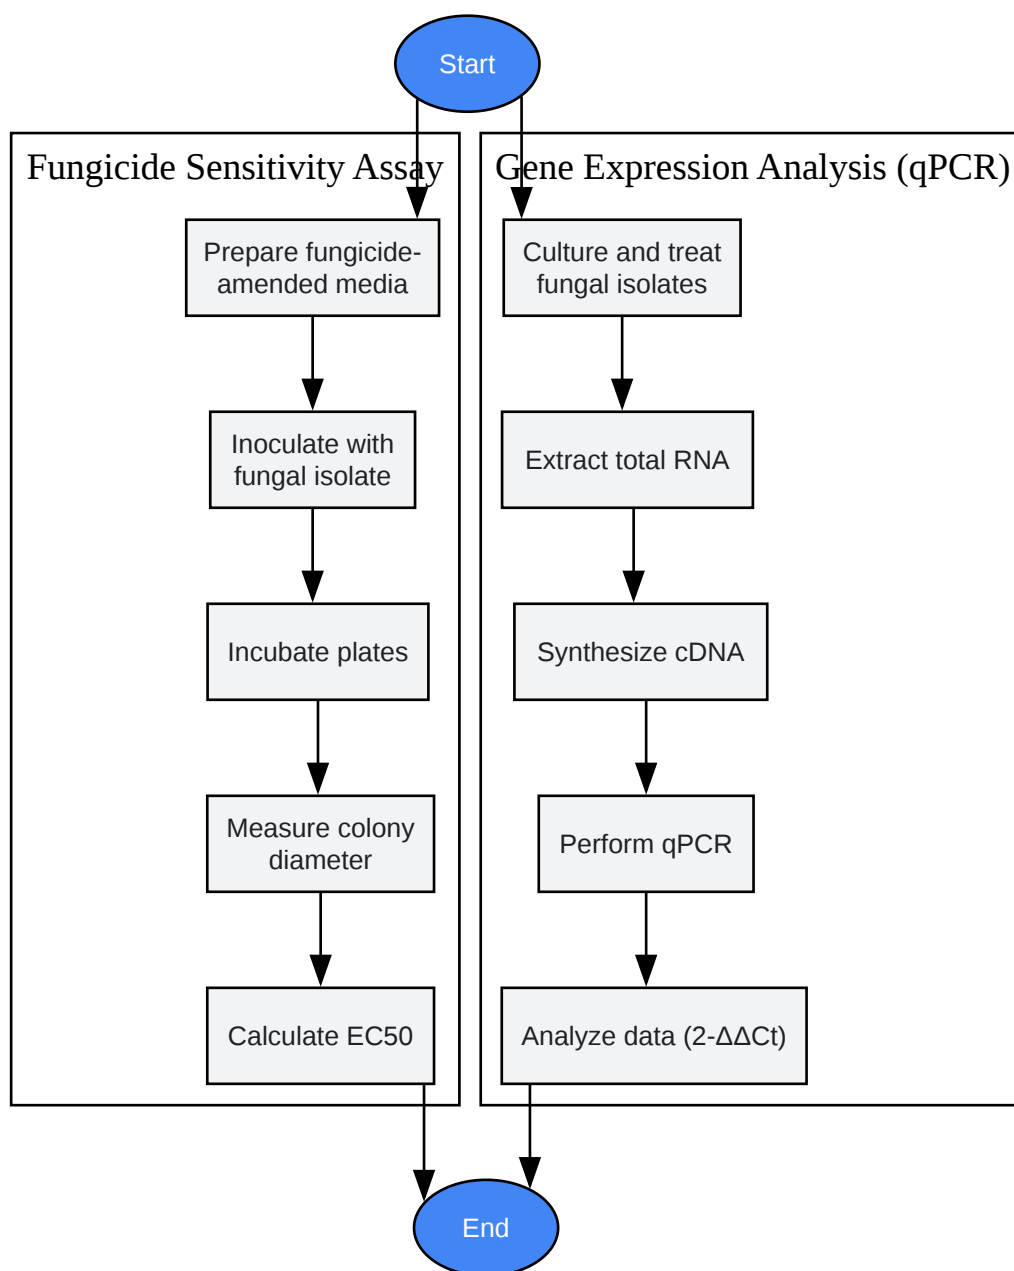 Start
Fungicide Sensitivity Assay
Prepare fungicide-
amended media
Inoculate with
fungal isolate
Incubate plates
Measure colony
diameter
Calculate EC50
Gene Expression Analysis (qPCR)
Culture and treat
fungal isolates
Extract total RNA
Synthesize cDNA
Perform qPCR
Analyze data (2-ΔΔCt)
End